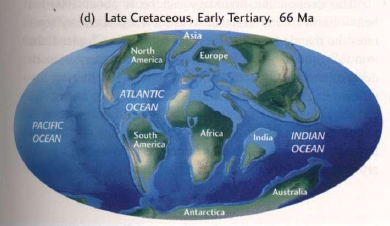 (d) Late Cretaceous, Early Tertiary, 66 Ma
Asia
North
America
Europe
ATLANTIC
OCEAN
PACIFIC
OCEAN
South
America
Africa
India
INDIAN
OCEAN
Australia
Antarctica